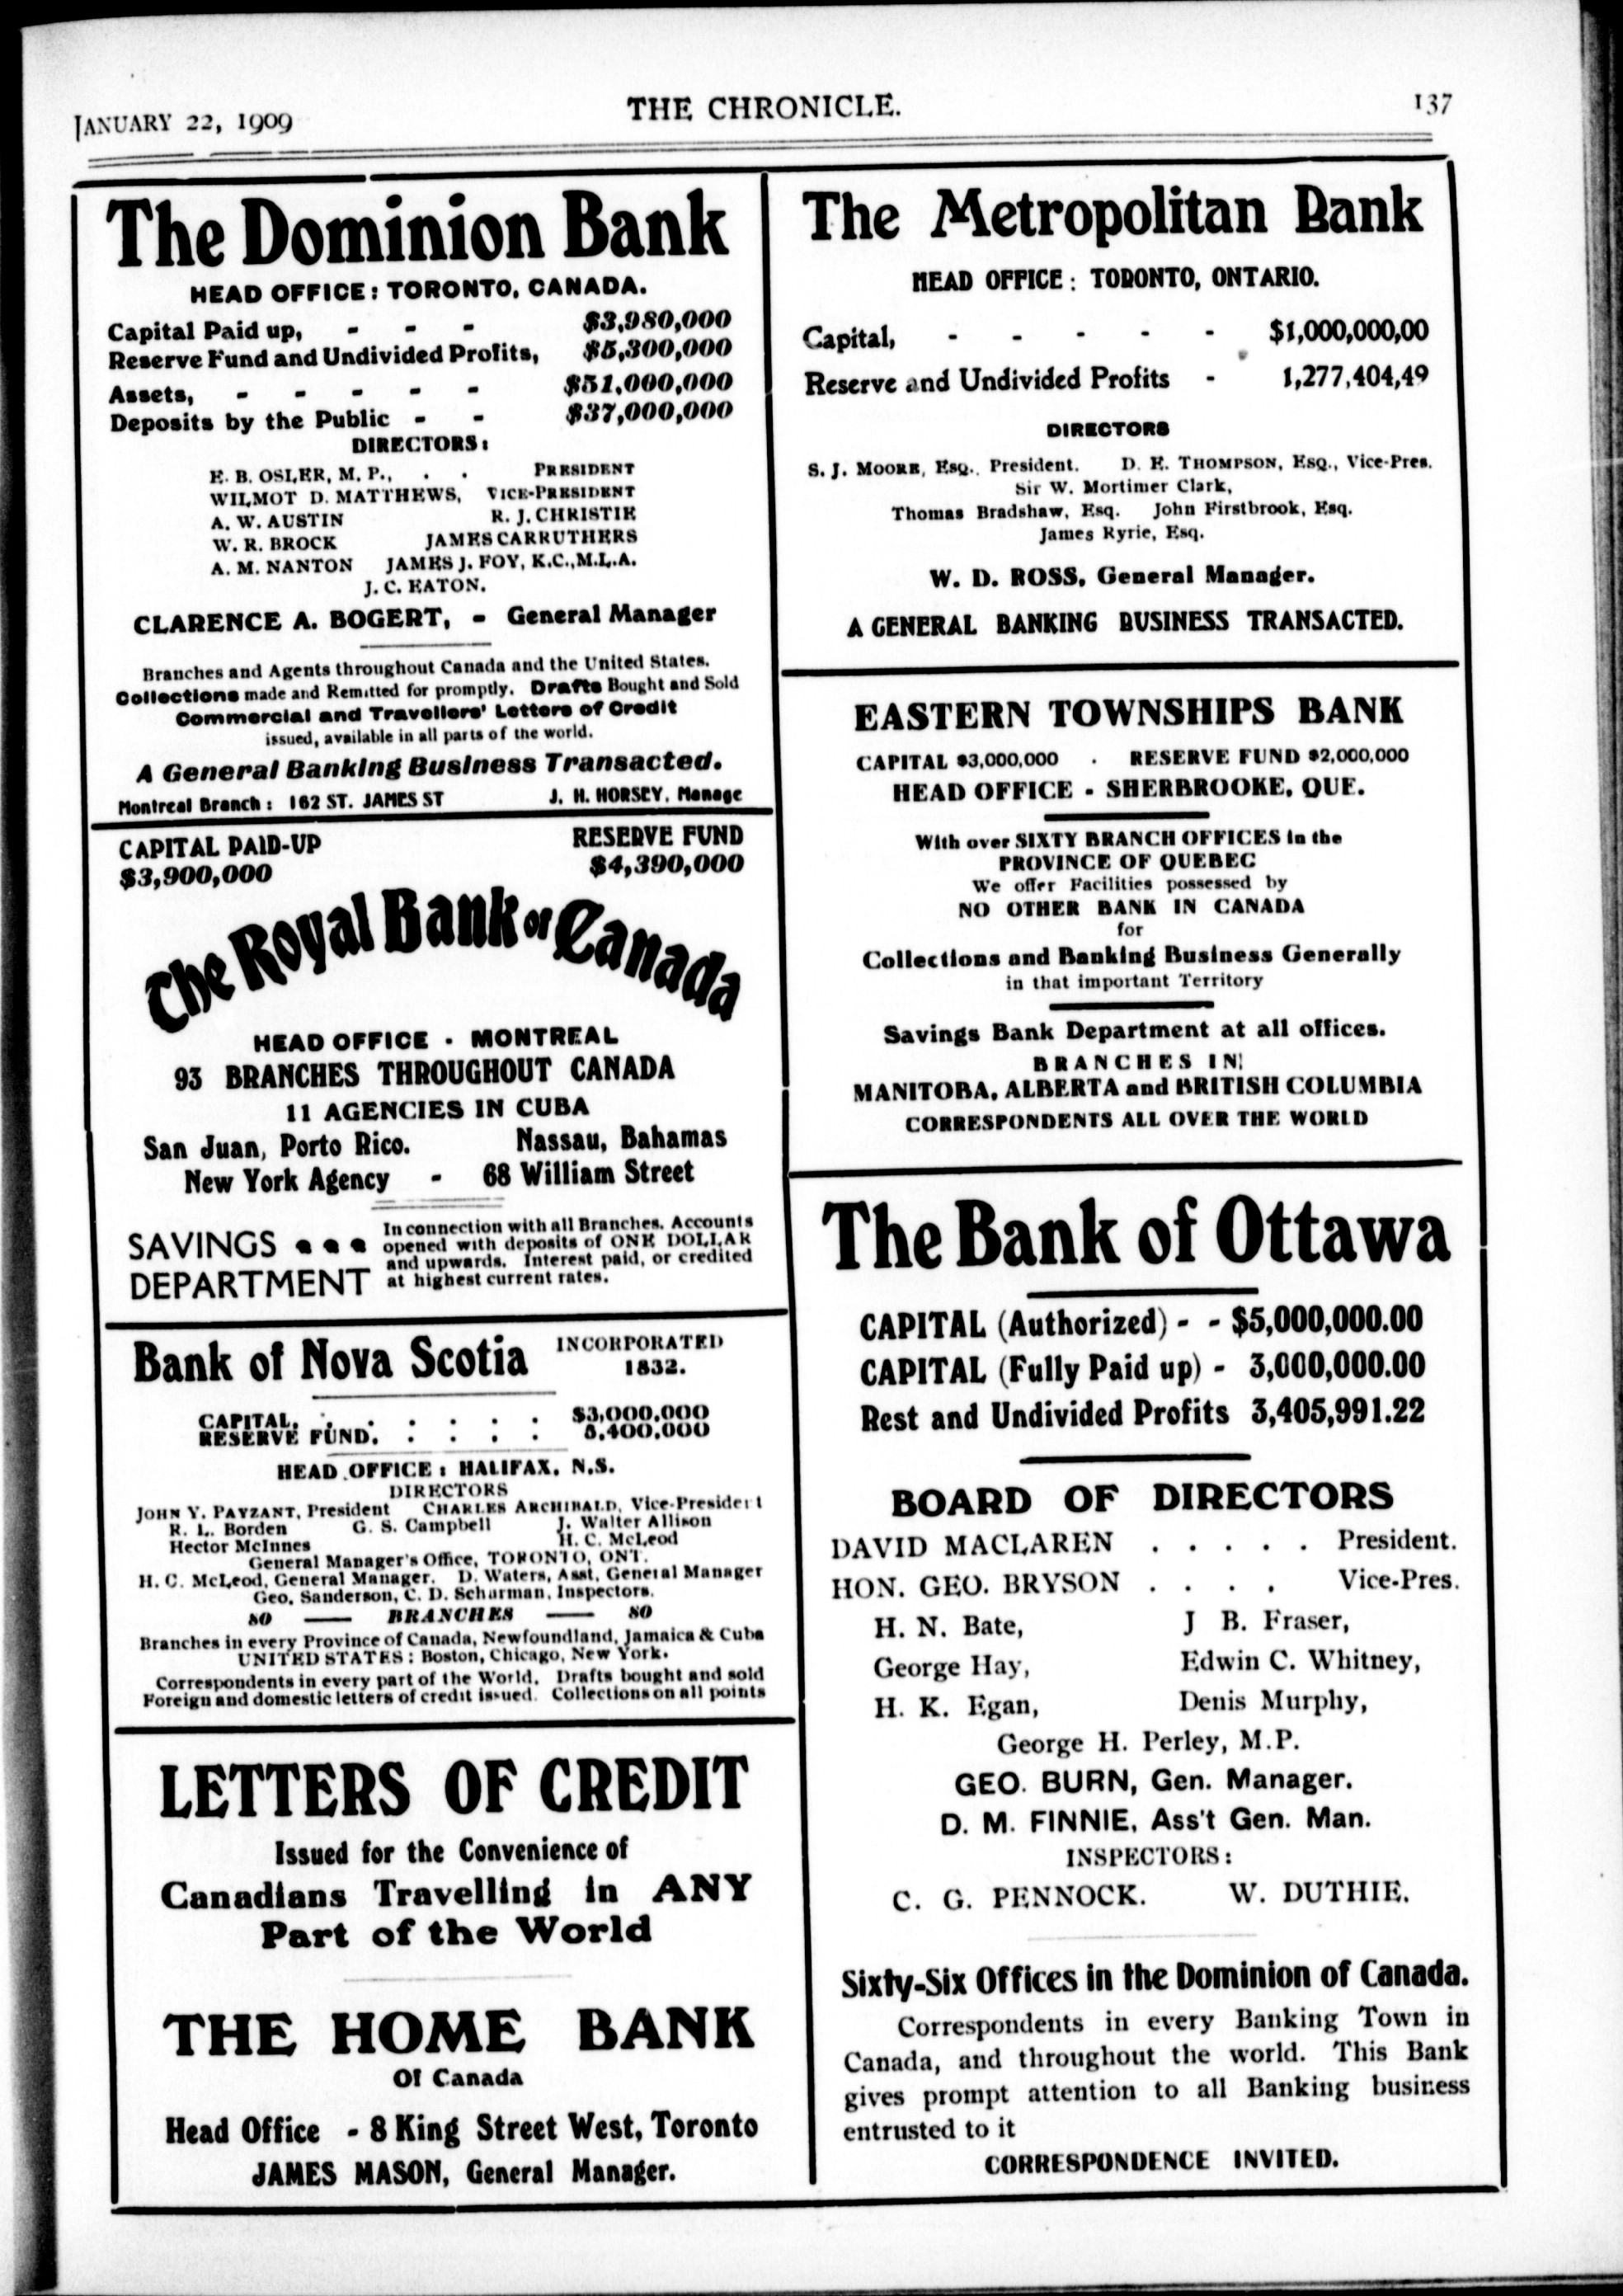 JANUARY 22, 1909
THE CHRONICLE.
137
The Dominion Bank
HEAD OFFICE: TORONTO, CANADA.
Capital Paid up, - - - $3,980,000
Reserve Fund and Undivided Profits, $5,300,000
Assets, - - - - - $51,000,000
Deposits by the Public - - $37,000,000
DIRECTORS:
E. B. OSLER, M. P., . . PRESIDENT
WILMOT D. MATTHEWS, VICE-PRESIDENT
A. W. AUSTIN R. J. CHRISTIE
W. R. BROCK JAMES CARRUTHERS
A. M. NANTON JAMES J. FOY, K.C., M.L.A.
J. C. EATON.
CLARENCE A. BOGERT, - General Manager
Branches and Agents throughout Canada and the United States.
Collections made and Remitted for promptly. Drafts Bought and Sold
Commercial and Travellers' Letters of Credit
issued, available in all parts of the world.
A General Banking Business Transacted.
Montreal Branch: 162 ST. JAMES ST J. H. HORSEY, Manage
CAPITAL PAID-UP RESERVE FUND
$3,900,000 $4,390,000
The Royal Bank of Canada
HEAD OFFICE - MONTREAL
93 BRANCHES THROUGHOUT CANADA
11 AGENCIES IN CUBA
San Juan, Porto Rico. Nassau, Bahamas
New York Agency - 68 William Street
SAVINGS DEPARTMENT
In connection with all Branches. Accounts
opened with deposits of ONE DOLLAR
and upwards. Interest paid, or credited
at highest current rates.
Bank of Nova Scotia INCORPORATED
1832.
CAPITAL, . . . . . . $3,000,000
RESERVE FUND, . . . . 5,400,000
HEAD OFFICE: HALIFAX, N.S.
DIRECTORS
JOHN Y. PAYZANT, President CHARLES ARCHIBALD, Vice-President
R. L. Borden G. S. Campbell J. Walter Allison
Hector McInnes H. C. McLeod
General Manager's Office, TORONTO, ONT.
H. C. McLeod, General Manager. D. Waters, Asst. General Manager
Geo. Sanderson, C. D. Schurman, Inspectors.
80 — BRANCHES — 80
Branches in every Province of Canada, Newfoundland, Jamaica & Cuba
UNITED STATES: Boston, Chicago, New York.
Correspondents in every part of the World. Drafts bought and sold
Foreign and domestic letters of credit issued. Collections on all points
LETTERS OF CREDIT
Issued for the Convenience of
Canadians Travelling in ANY
Part of the World
THE HOME BANK
Of Canada
Head Office - 8 King Street West, Toronto
JAMES MASON, General Manager.
The Metropolitan Bank
HEAD OFFICE: TORONTO, ONTARIO.
Capital, - - - - - $1,000,000,00
Reserve and Undivided Profits - 1,277,404,49
DIRECTORS
S. J. MOORE, ESQ., President. D. E. THOMPSON, ESQ., Vice-Pres.
Sir W. Mortimer Clark,
Thomas Bradshaw, Esq. John Firstbrook, Esq.
James Ryrie, Esq.
W. D. ROSS, General Manager.
A GENERAL BANKING BUSINESS TRANSACTED.
EASTERN TOWNSHIPS BANK
CAPITAL $3,000,000 . RESERVE FUND $2,000,000
HEAD OFFICE - SHERBROOKE, QUE.
With over SIXTY BRANCH OFFICES in the
PROVINCE OF QUEBEC
We offer Facilities possessed by
NO OTHER BANK IN CANADA
for
Collections and Banking Business Generally
in that important Territory
Savings Bank Department at all offices.
BRANCHES IN:
MANITOBA, ALBERTA and BRITISH COLUMBIA
CORRESPONDENTS ALL OVER THE WORLD
The Bank of Ottawa
CAPITAL (Authorized) - - $5,000,000.00
CAPITAL (Fully Paid up) - 3,000,000.00
Rest and Undivided Profits 3,405,991.22
BOARD OF DIRECTORS
DAVID MACLAREN . . . . . President.
HON. GEO. BRYSON . . . . Vice-Pres.
H. N. Bate, J B. Fraser,
George Hay, Edwin C. Whitney,
H. K. Egan, Denis Murphy,
George H. Perley, M.P.
GEO. BURN, Gen. Manager.
D. M. FINNIE, Ass't Gen. Man.
INSPECTORS:
C. G. PENNOCK. W. DUTHIE.
Sixty-Six Offices in the Dominion of Canada.
Correspondents in every Banking Town in
Canada, and throughout the world. This Bank
gives prompt attention to all Banking business
entrusted to it
CORRESPONDENCE INVITED.